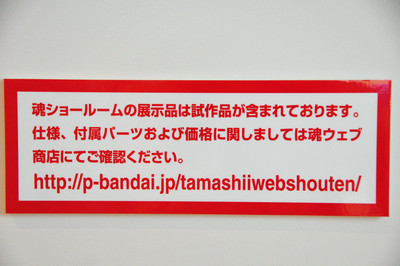 魂ショールームの展示品は試作品が含まれております。
仕様、付属パーツおよび価格に関しましては魂ウェブ
商店にてご確認ください。
http://p-bandai.jp/tamashiiwebshouten/